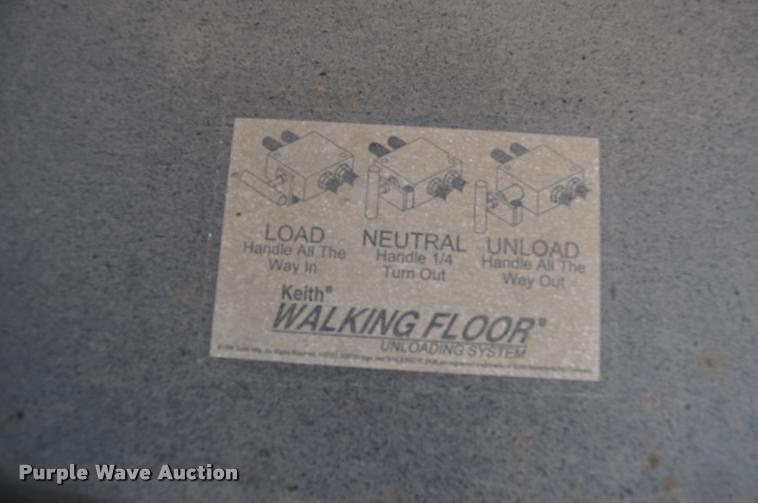 LOAD
Handle All The
Way In
NEUTRAL
Handle 1/4
Turn Out
UNLOAD
Handle All The
Way Out
Keith®
WALKING FLOOR®
UNLOADING SYSTEM
Purple Wave Auction